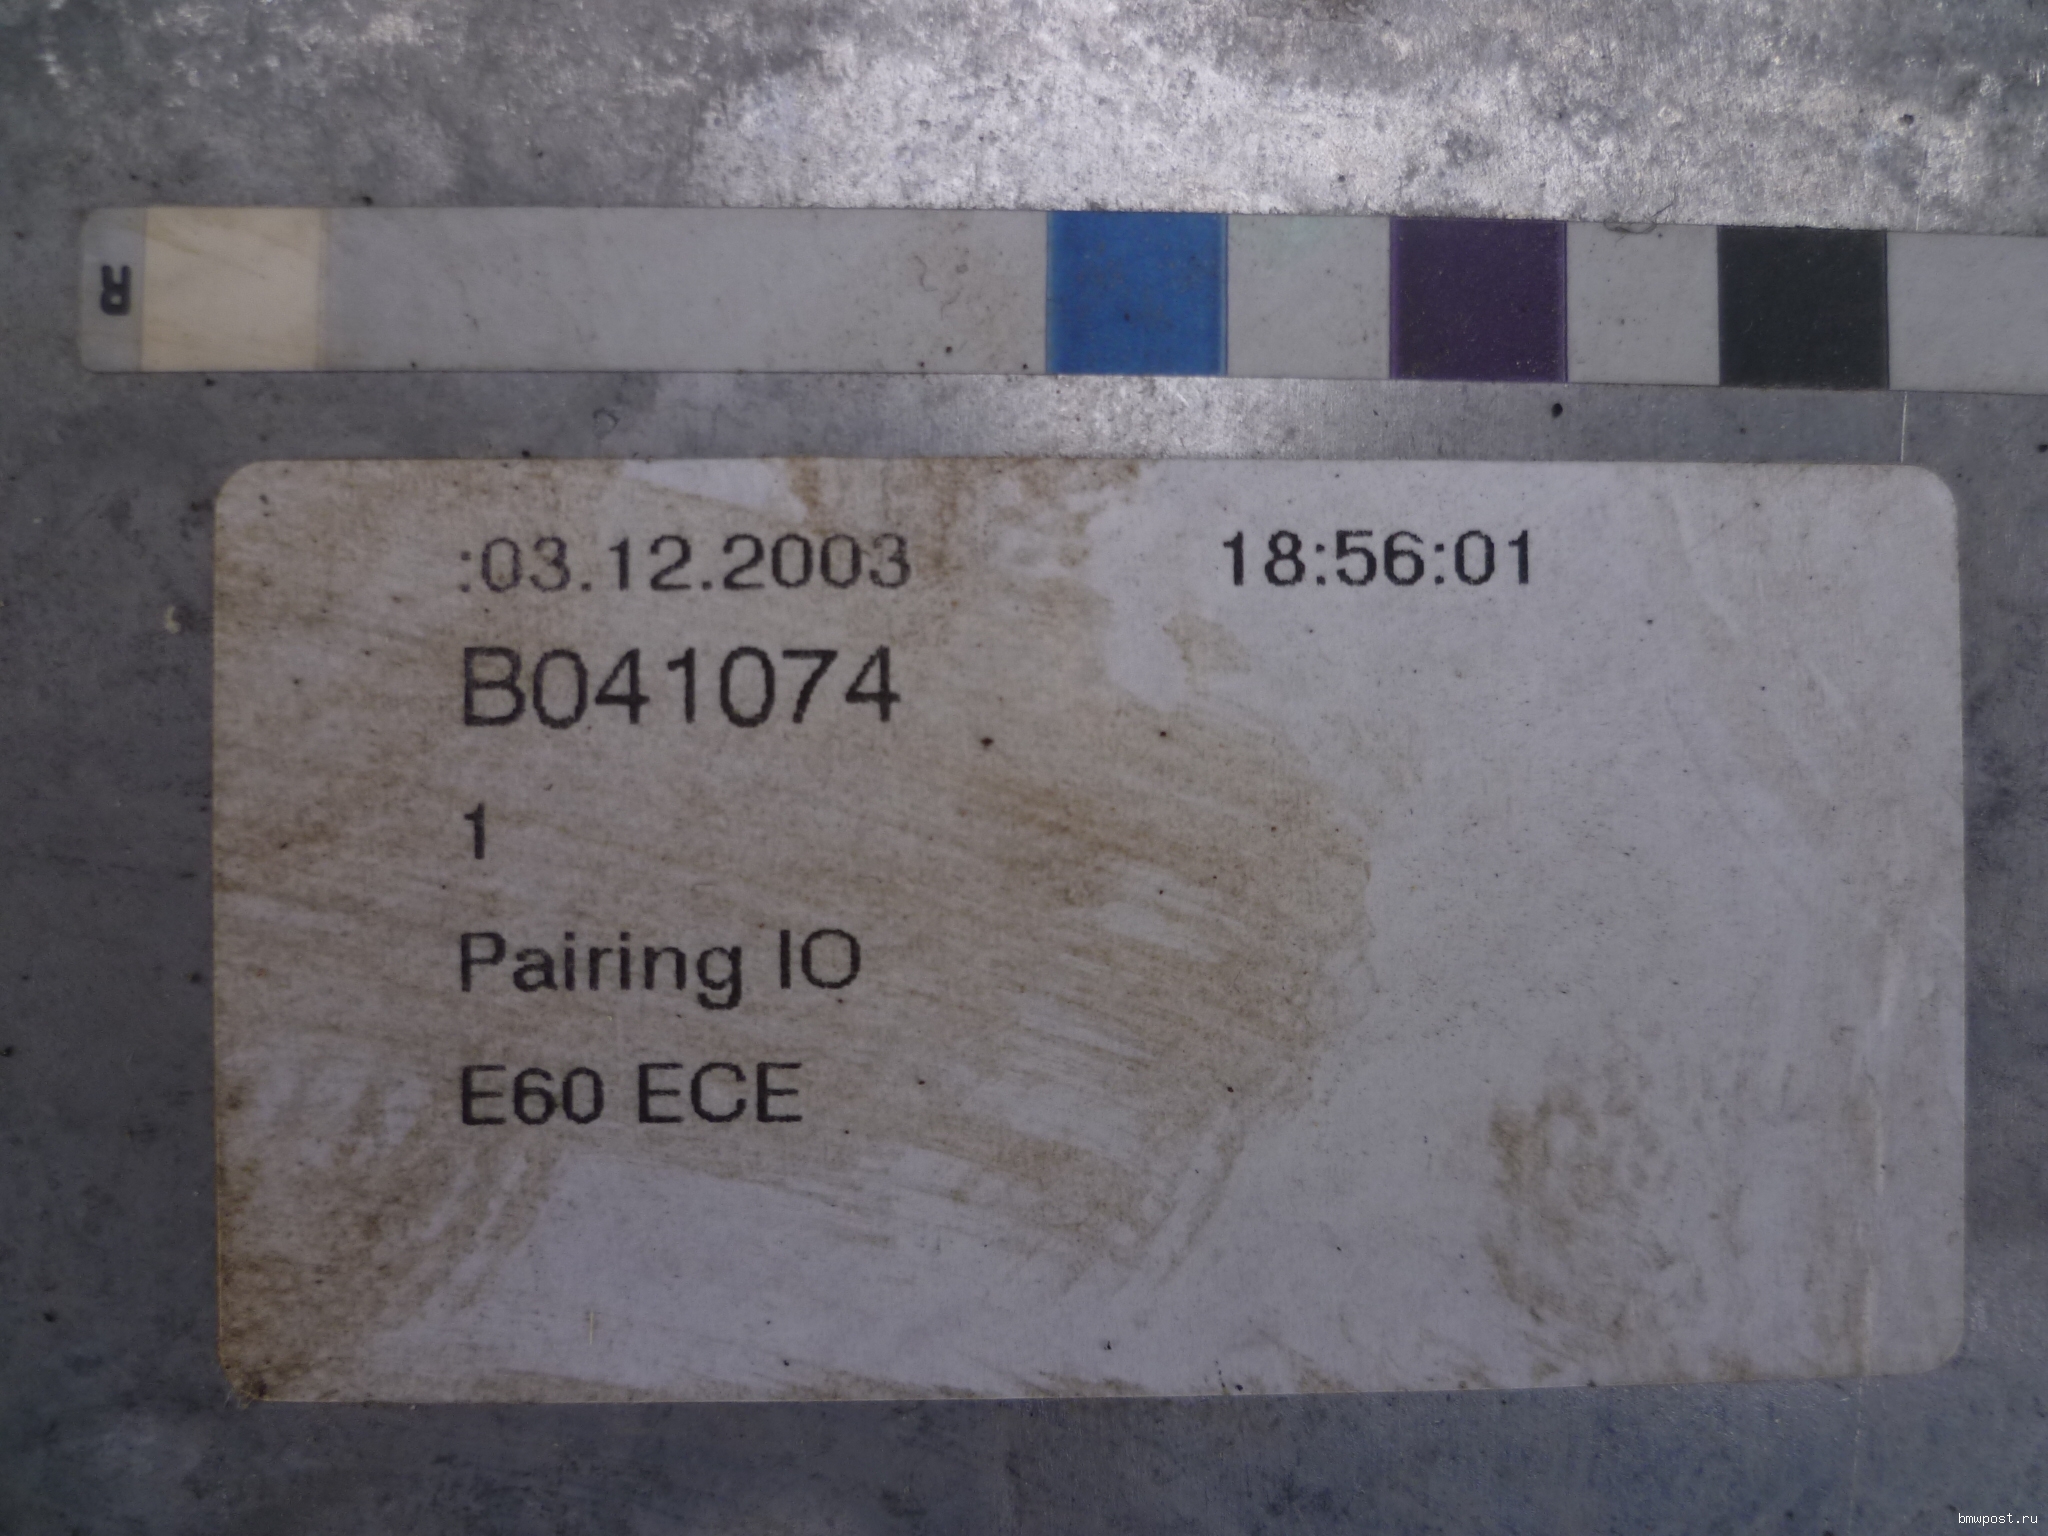 R
:03.12.2003 18:56:01
B041074
1
Pairing IO
E60 ECE
bmwpost.ru